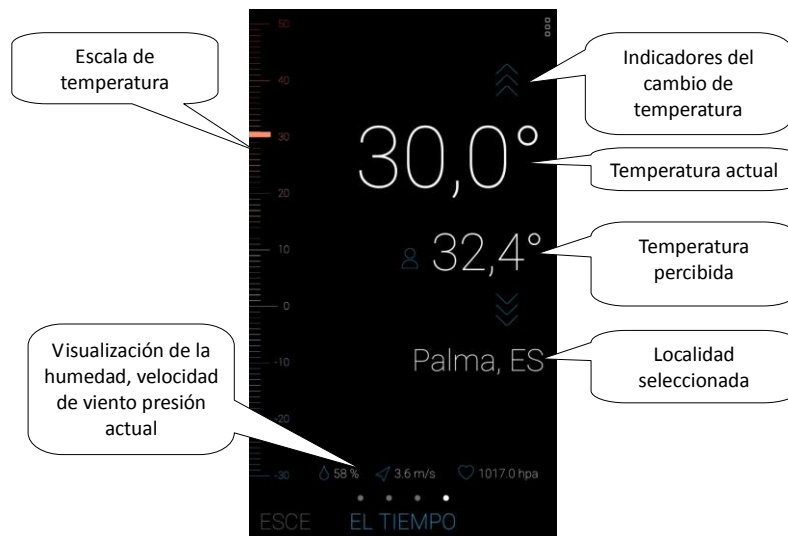 Escala de
temperatura
Visualización de la
humedad, velocidad
de viento presión
actual
50
40
30
20
10
0
-10
-20
-30
30,0°
32,4°
Palma, ES
58 %
3.6 m/s
1017.0 hpa
ESCE
EL TIEMPO
Indicadores del
cambio de
temperatura
Temperatura actual
Temperatura
percibida
Localidad
seleccionada